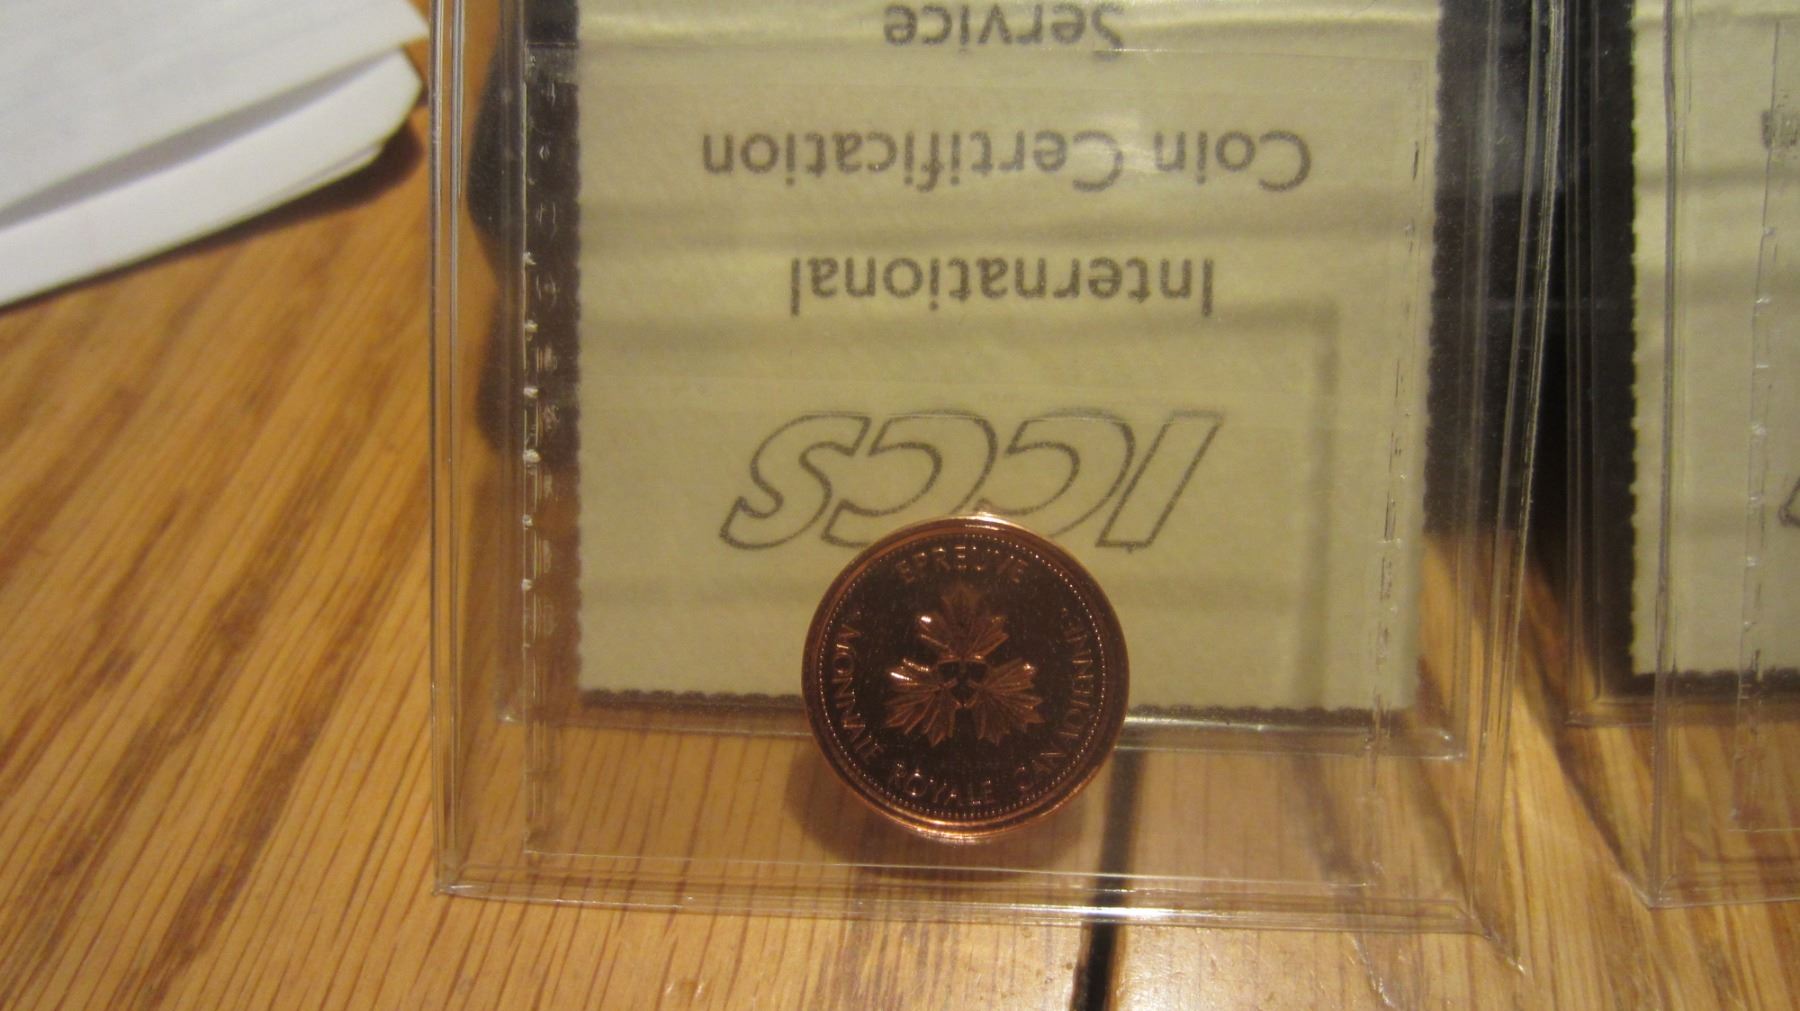 ICCS
International
Coin Certification
Service
EPREUVE
MONNAIE ROYALE CANADIENNE